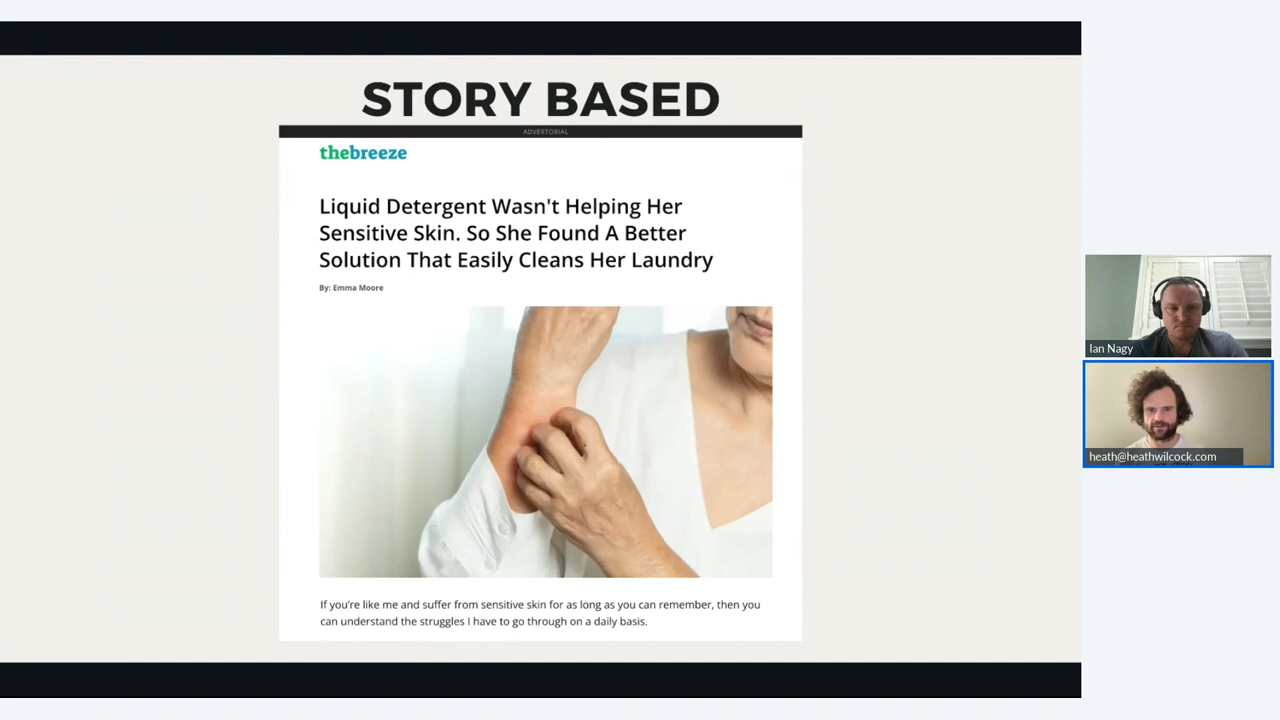 STORY BASED
ADVERTORIAL
thebreeze
Liquid Detergent Wasn't Helping Her
Sensitive Skin. So She Found A Better
Solution That Easily Cleans Her Laundry
By: Emma Moore
If you're like me and suffer from sensitive skin for as long as you can remember, then you
can understand the struggles I have to go through on a daily basis.
Ian Nagy
heath@heathwilcock.com